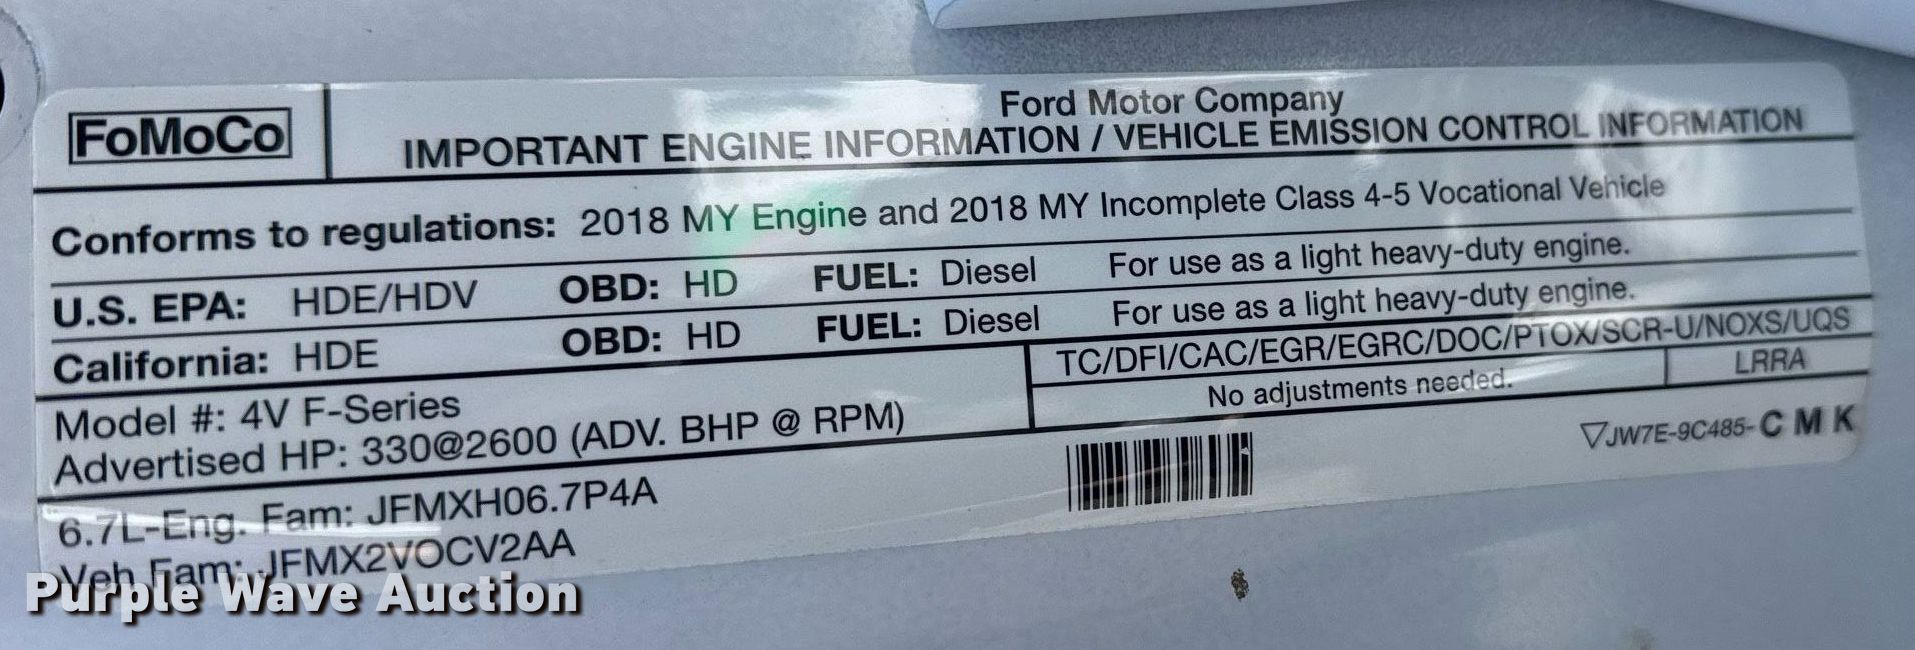 FoMoCo
Ford Motor Company
IMPORTANT ENGINE INFORMATION / VEHICLE EMISSION CONTROL INFORMATION
Conforms to regulations: 2018 MY Engine and 2018 MY Incomplete Class 4-5 Vocational Vehicle
U.S. EPA: HDE/HDV OBD: HD FUEL: Diesel For use as a light heavy-duty engine.
California: HDE OBD: HD FUEL: Diesel For use as a light heavy-duty engine.
Model #: 4V F-Series
Advertised HP: 330@2600 (ADV. BHP @ RPM)
TC/DFI/CAC/EGR/EGRC/DOC/PTOX/SCR-U/NOXS/UQS
No adjustments needed.
LRRA
6.7L-Eng. Fam: JFMXH06.7P4A
Veh Fam: JFMX2VOCV2AA
▽JW7E-9C485-CMK
Purple Wave Auction